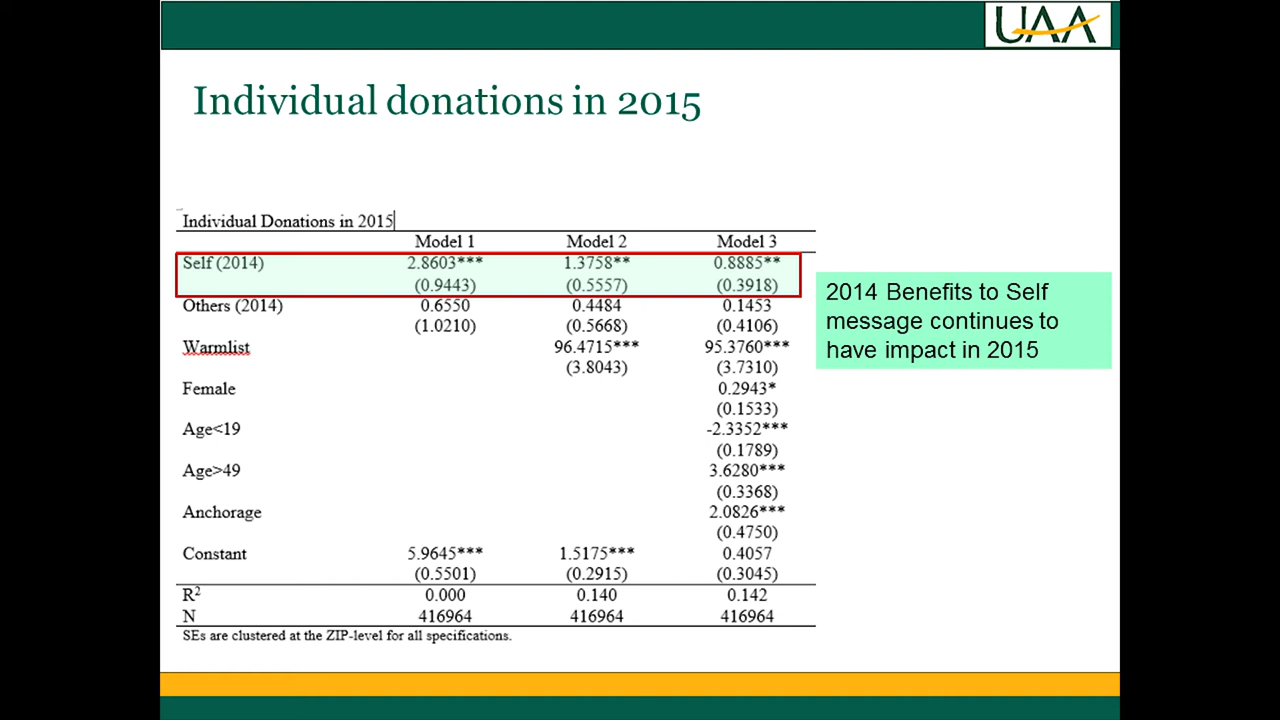 UAA
Individual donations in 2015
Individual Donations in 2015
Model 1 Model 2 Model 3
Self (2014) 2.8603*** 1.3758** 0.8885**
(0.9443) (0.5557) (0.3918)
Others (2014) 0.6550 0.4484 0.1453
(1.0210) (0.5668) (0.4106)
Warmlist 96.4715*** 95.3760***
(3.8043) (3.7310)
Female 0.2943*
(0.1533)
Age<19 -2.3352***
(0.1789)
Age>49 3.6280***
(0.3368)
Anchorage 2.0826***
(0.4750)
Constant 5.9645*** 1.5175*** 0.4057
(0.5501) (0.2915) (0.3045)
R² 0.000 0.140 0.142
N 416964 416964 416964
SEs are clustered at the ZIP-level for all specifications.
2014 Benefits to Self
message continues to
have impact in 2015